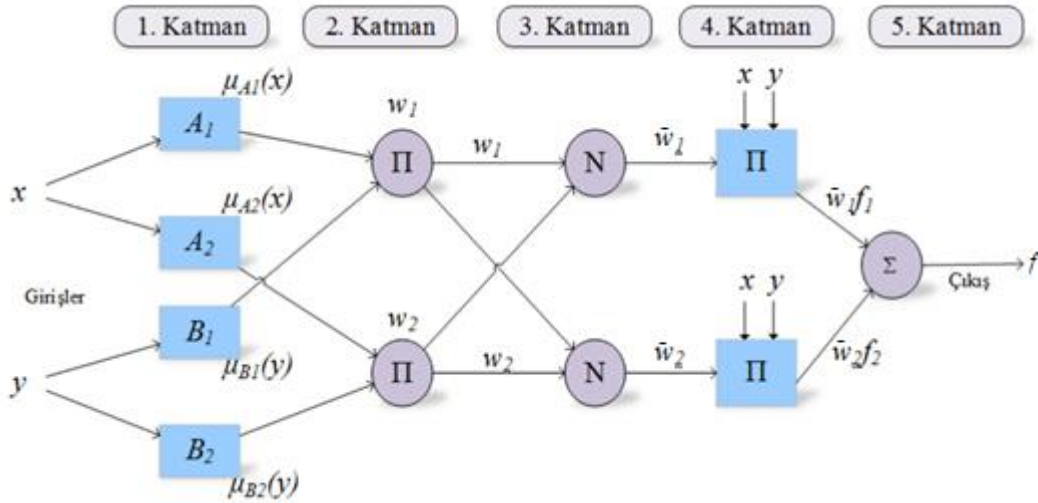 1. Katman 2. Katman 3. Katman 4. Katman 5. Katman
μA1(x)
x y
w1
A1
Π
w1
N
w̄1
Π
x
μA2(x)
w̄1f1
A2
Σ
f
Girişler
Çıkış
x y
B1
w2
w̄2f2
μB1(y)
y
Π
w2
N
w̄2
Π
B2
μB2(y)